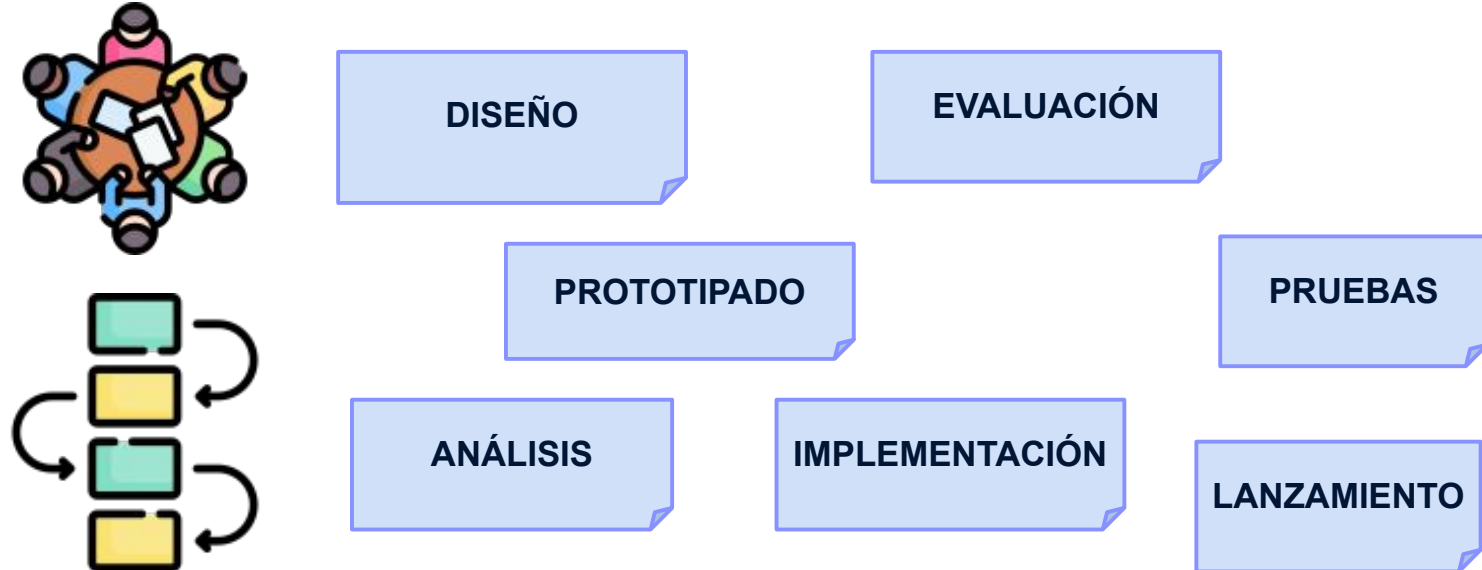 DISEÑO
EVALUACIÓN
PROTOTIPADO
PRUEBAS
ANÁLISIS
IMPLEMENTACIÓN
LANZAMIENTO